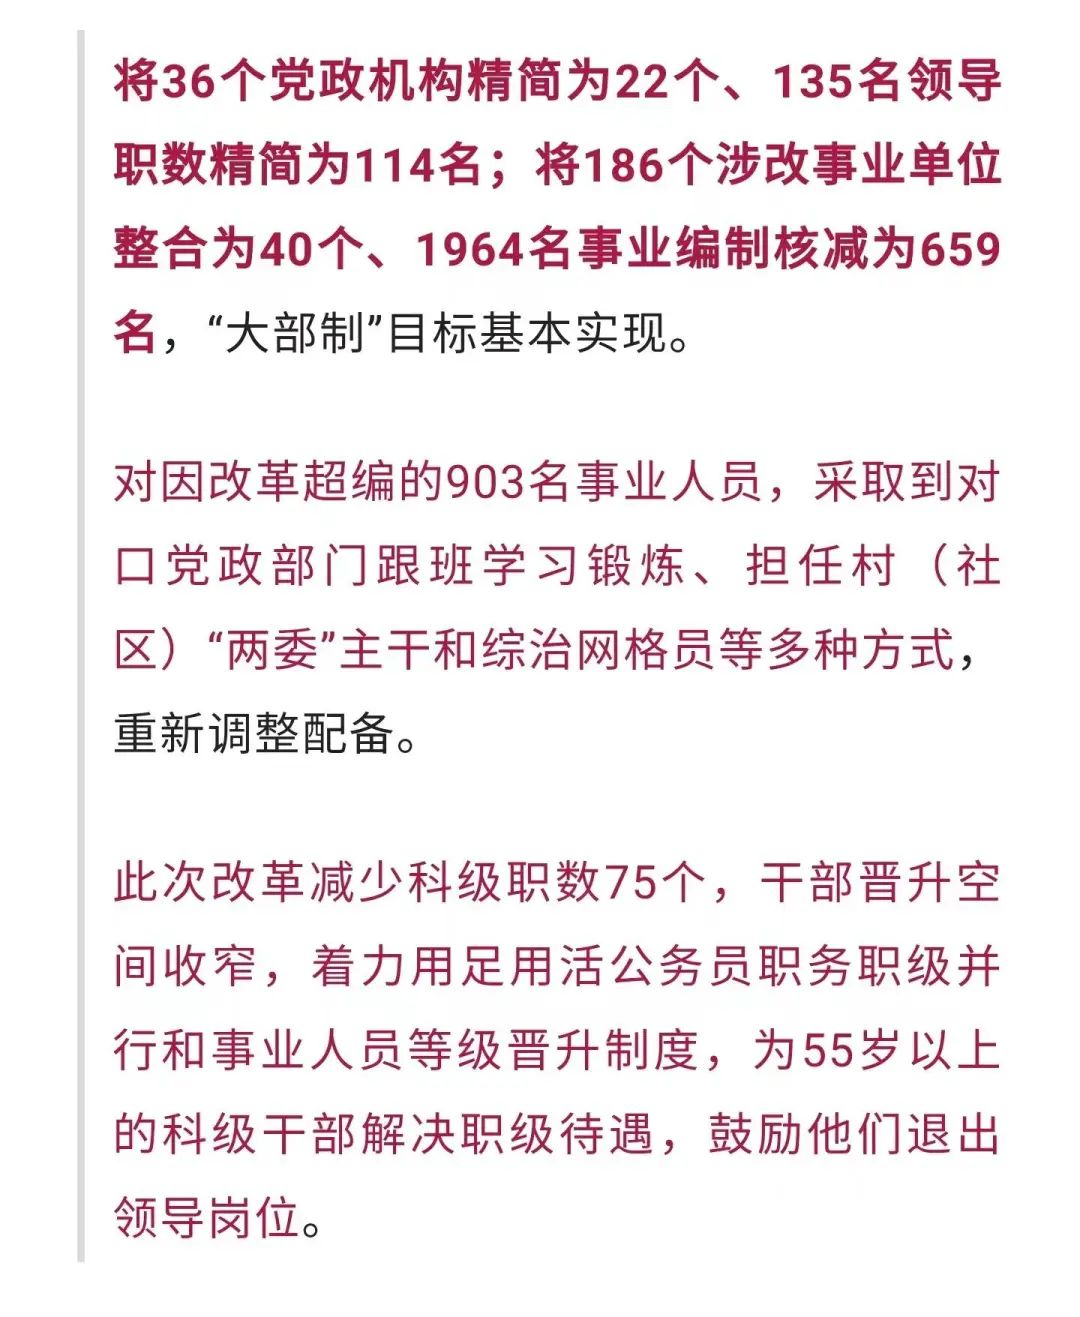 将36个党政机构精简为22个、135名领导
职数精简为114名；将186个涉改事业单位
整合为40个、1964名事业编制核减为659
名，“大部制”目标基本实现。
对因改革超编的903名事业人员，采取到对
口党政部门跟班学习锻炼、担任村（社
区）“两委”主干和综治网格员等多种方式，
重新调整配备。
此次改革减少科级职数75个，干部晋升空
间收窄，着力用足用活公务员职务职级并
行和事业人员等级晋升制度，为55岁以上
的科级干部解决职级待遇，鼓励他们退出
领导岗位。